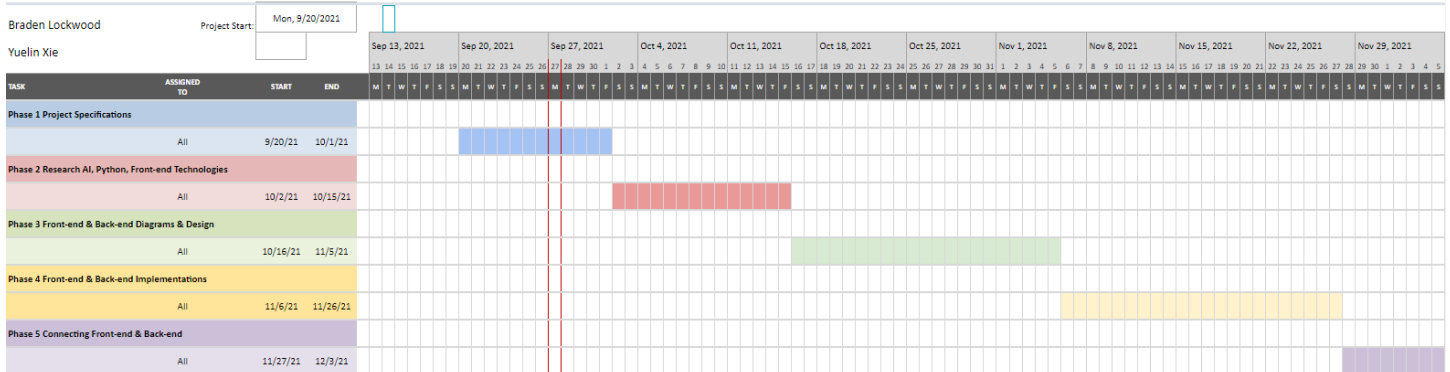 Braden Lockwood Project Start: Mon, 9/20/2021
Yuelin Xie
Sep 13, 2021 Sep 20, 2021 Sep 27, 2021 Oct 4, 2021 Oct 11, 2021 Oct 18, 2021 Oct 25, 2021 Nov 1, 2021 Nov 8, 2021 Nov 15, 2021 Nov 22, 2021 Nov 29, 2021
13 14 15 16 17 18 19 20 21 22 23 24 25 26 27 28 29 30 1 2 3 4 5 6 7 8 9 10 11 12 13 14 15 16 17 18 19 20 21 22 23 24 25 26 27 28 29 30 31 1 2 3 4 5 6 7 8 9 10 11 12 13 14 15 16 17 18 19 20 21 22 23 24 25 26 27 28 29 30 1 2 3 4 5
TASK ASSIGNED TO START END M T W T F S S M T W T F S S M T W T F S S M T W T F S S M T W T F S S M T W T F S S M T W T F S S M T W T F S S M T W T F S S M T W T F S S M T W T F S S M T W T F S S
Phase 1 Project Specifications
All 9/20/21 10/1/21
Phase 2 Research AI, Python, Front-end Technologies
All 10/2/21 10/15/21
Phase 3 Front-end & Back-end Diagrams & Design
All 10/16/21 11/5/21
Phase 4 Front-end & Back-end Implementations
All 11/6/21 11/26/21
Phase 5 Connecting Front-end & Back-end
All 11/27/21 12/3/21